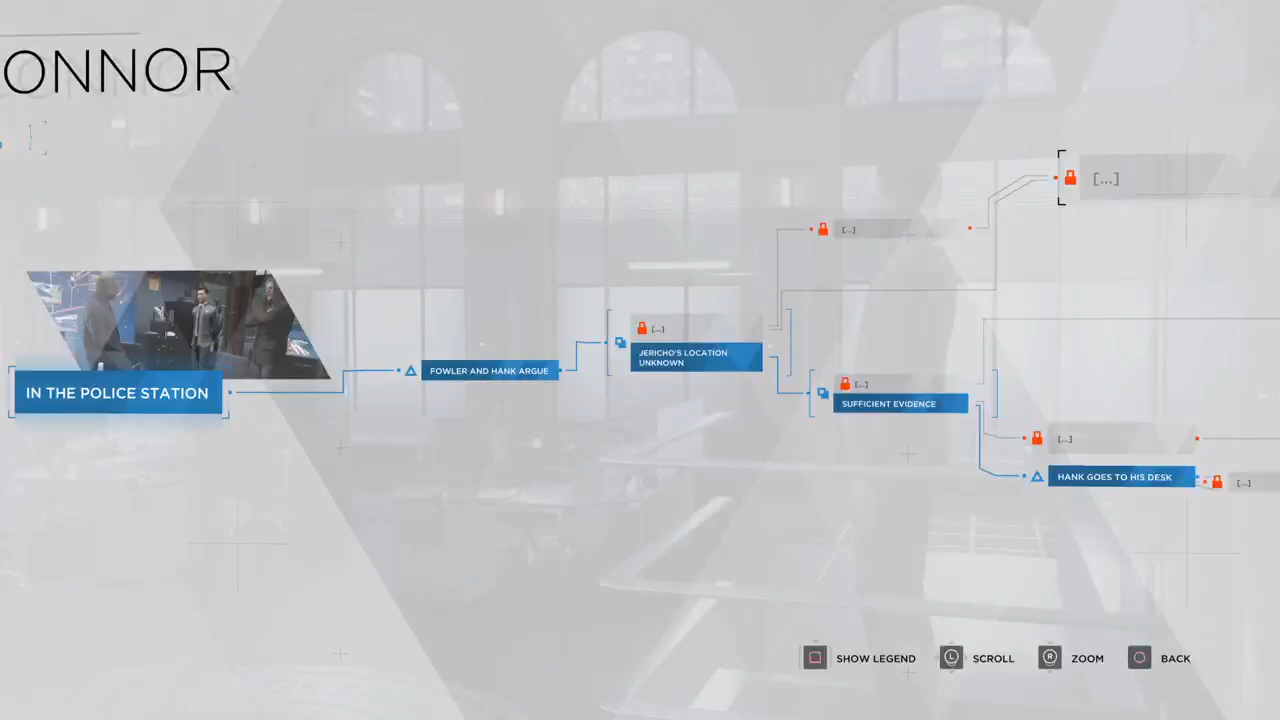 ONNOR
[...]
[...]
[...]
JERICHO'S LOCATION
UNKNOWN
FOWLER AND HANK ARGUE
IN THE POLICE STATION
[...]
SUFFICIENT EVIDENCE
[...]
HANK GOES TO HIS DESK
[...]
SHOW LEGEND
L
SCROLL
R
ZOOM
BACK